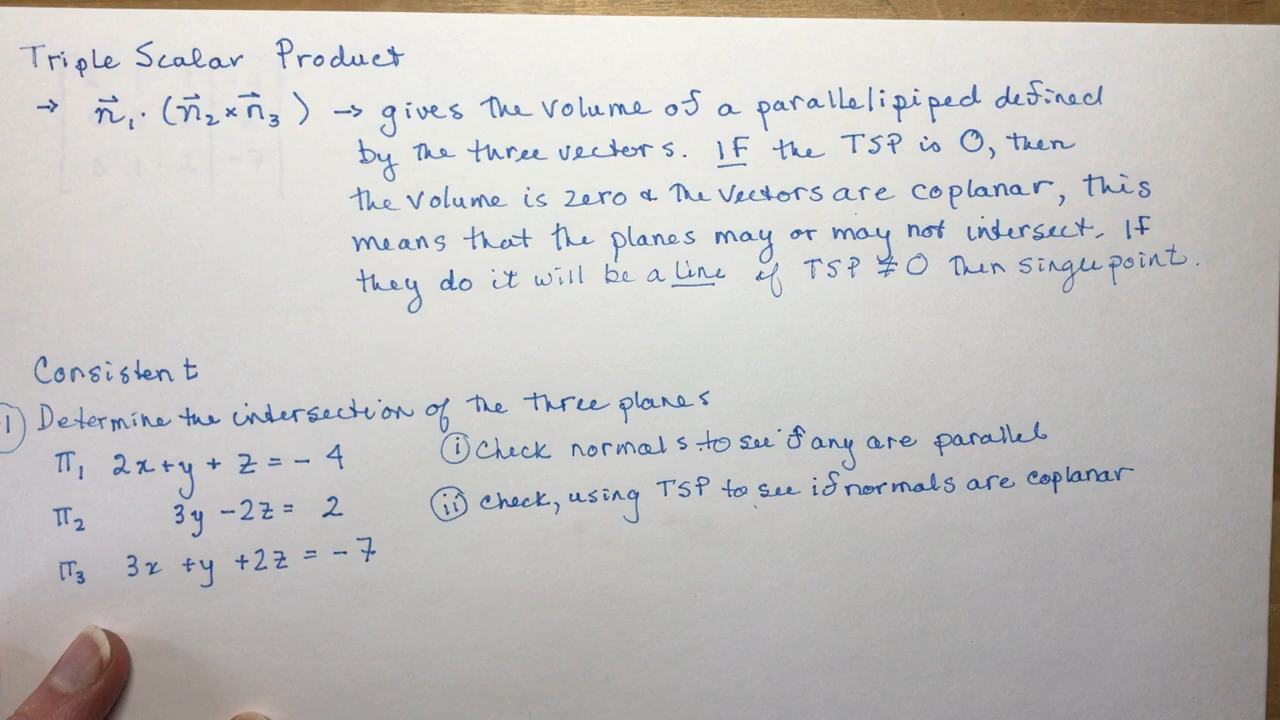 Triple Scalar Product
→ n⃗₁ · (n⃗₂ × n⃗₃) → gives the volume of a parallelipiped defined
by the three vectors. IF the TSP is 0, then
the volume is zero & the vectors are coplanar, this
means that the planes may or may not intersect. If
they do it will be a line if TSP ≠ 0 then single point.
Consistent
1) Determine the intersection of the three planes
π₁ 2x + y + z = - 4 (i) Check normals to see if any are parallel
π₂ 3y - 2z = 2 (ii) check, using TSP to see if normals are coplanar
π₃ 3x + y + 2z = - 7